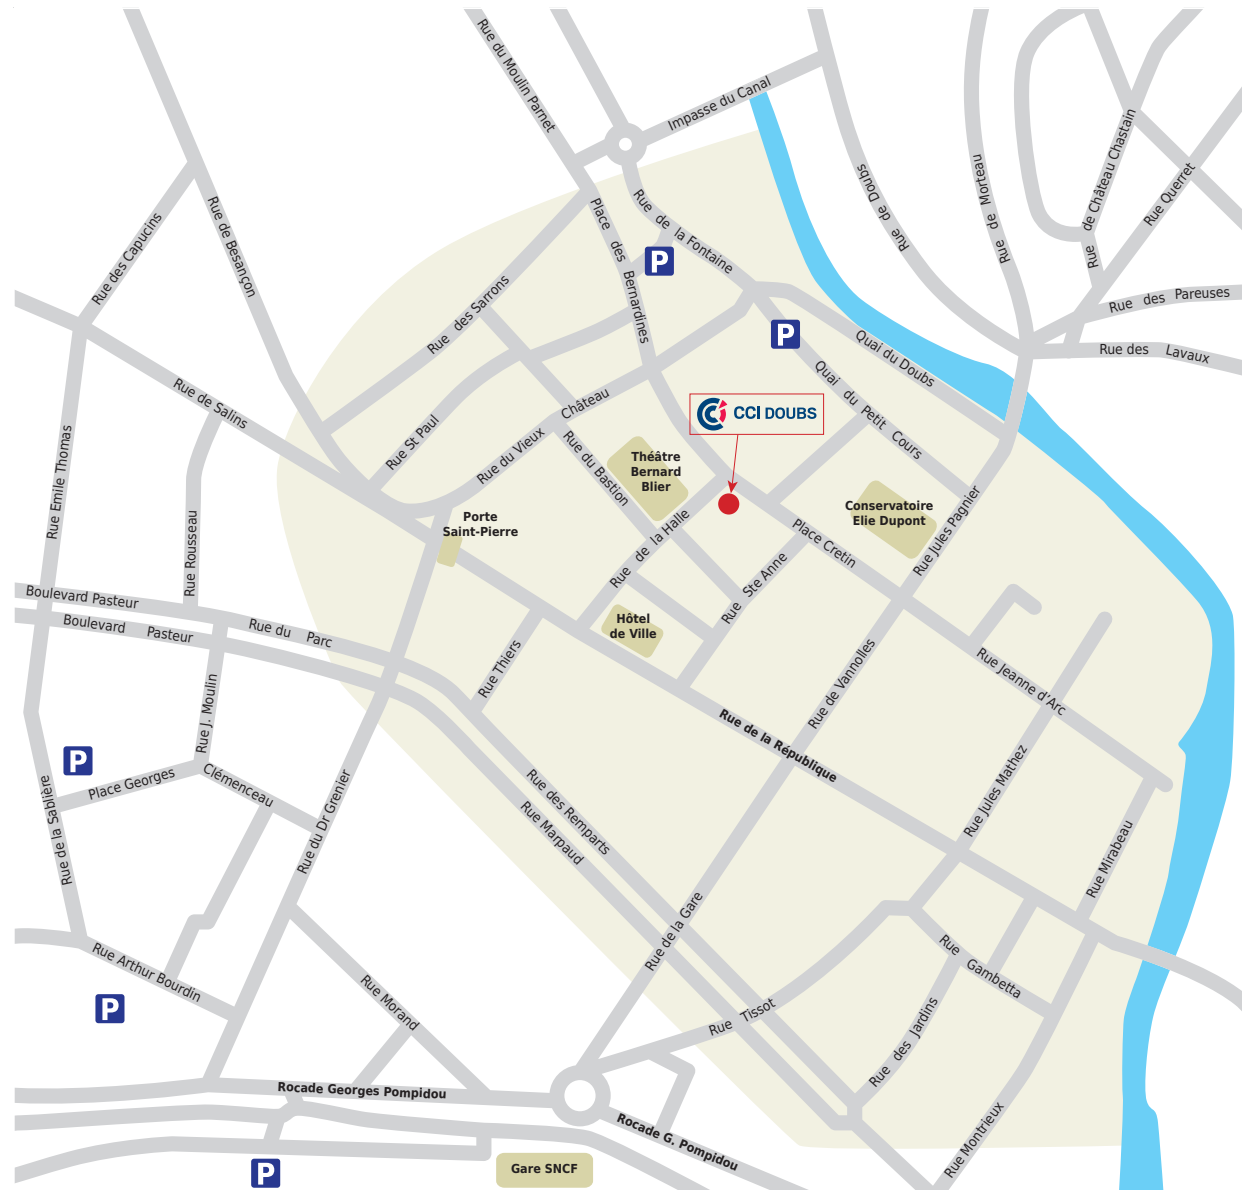 Rue du Moulin Parnet
Impasse du Canal
Rue de Doubs
Rue de Morteau
Rue de Château Chastain
Rue Querret
Rue des Capucins
Rue de Besançon
Place des Bernardines
Rue de la Fontaine
P
Rue des Pareuses
Rue des Lavaux
Rue des Sarrons
P
Quai du Doubs
Quai du Petit Cours
Rue de Salins
Rue St Paul
Rue du Vieux Château
CCI DOUBS
Rue Emile Thomas
Rue du Bastion
Théâtre
Bernard
Blier
Conservatoire
Elie Dupont
Porte
Saint-Pierre
Rue Rousseau
Rue de la Halle
Place Cretin
Rue Jules Pagnier
Rue Ste Anne
Boulevard Pasteur
Boulevard Pasteur
Rue du Parc
Hôtel
de Ville
Rue Thiers
Rue de Vannolles
Rue Jeanne d'Arc
Rue J. Moulin
Rue de la République
P
Place Georges Clémenceau
Rue de la Sablière
Rue du Dr Grenier
Rue des Remparts
Rue Marpaud
Rue Jules Mathez
Rue Mirabeau
Rue de la Gare
Rue Arthur Bourdin
P
Rue Morand
Rue Tissot
Rue Gambetta
Rue des Jardins
Rocade Georges Pompidou
Rocade G. Pompidou
Rue Montrieux
P
Gare SNCF